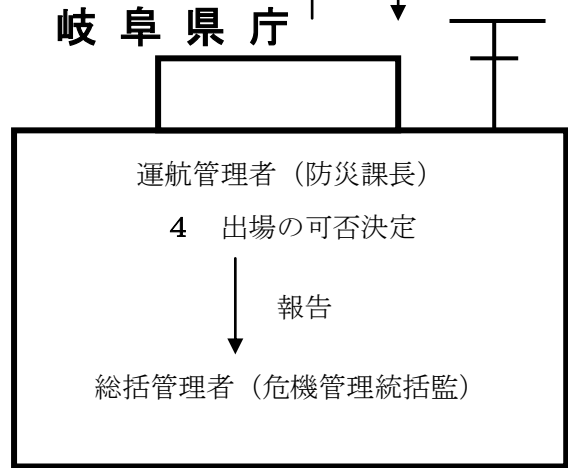 岐阜県庁
運航管理者（防災課長）
4　出場の可否決定
報告
総括管理者（危機管理統括監）